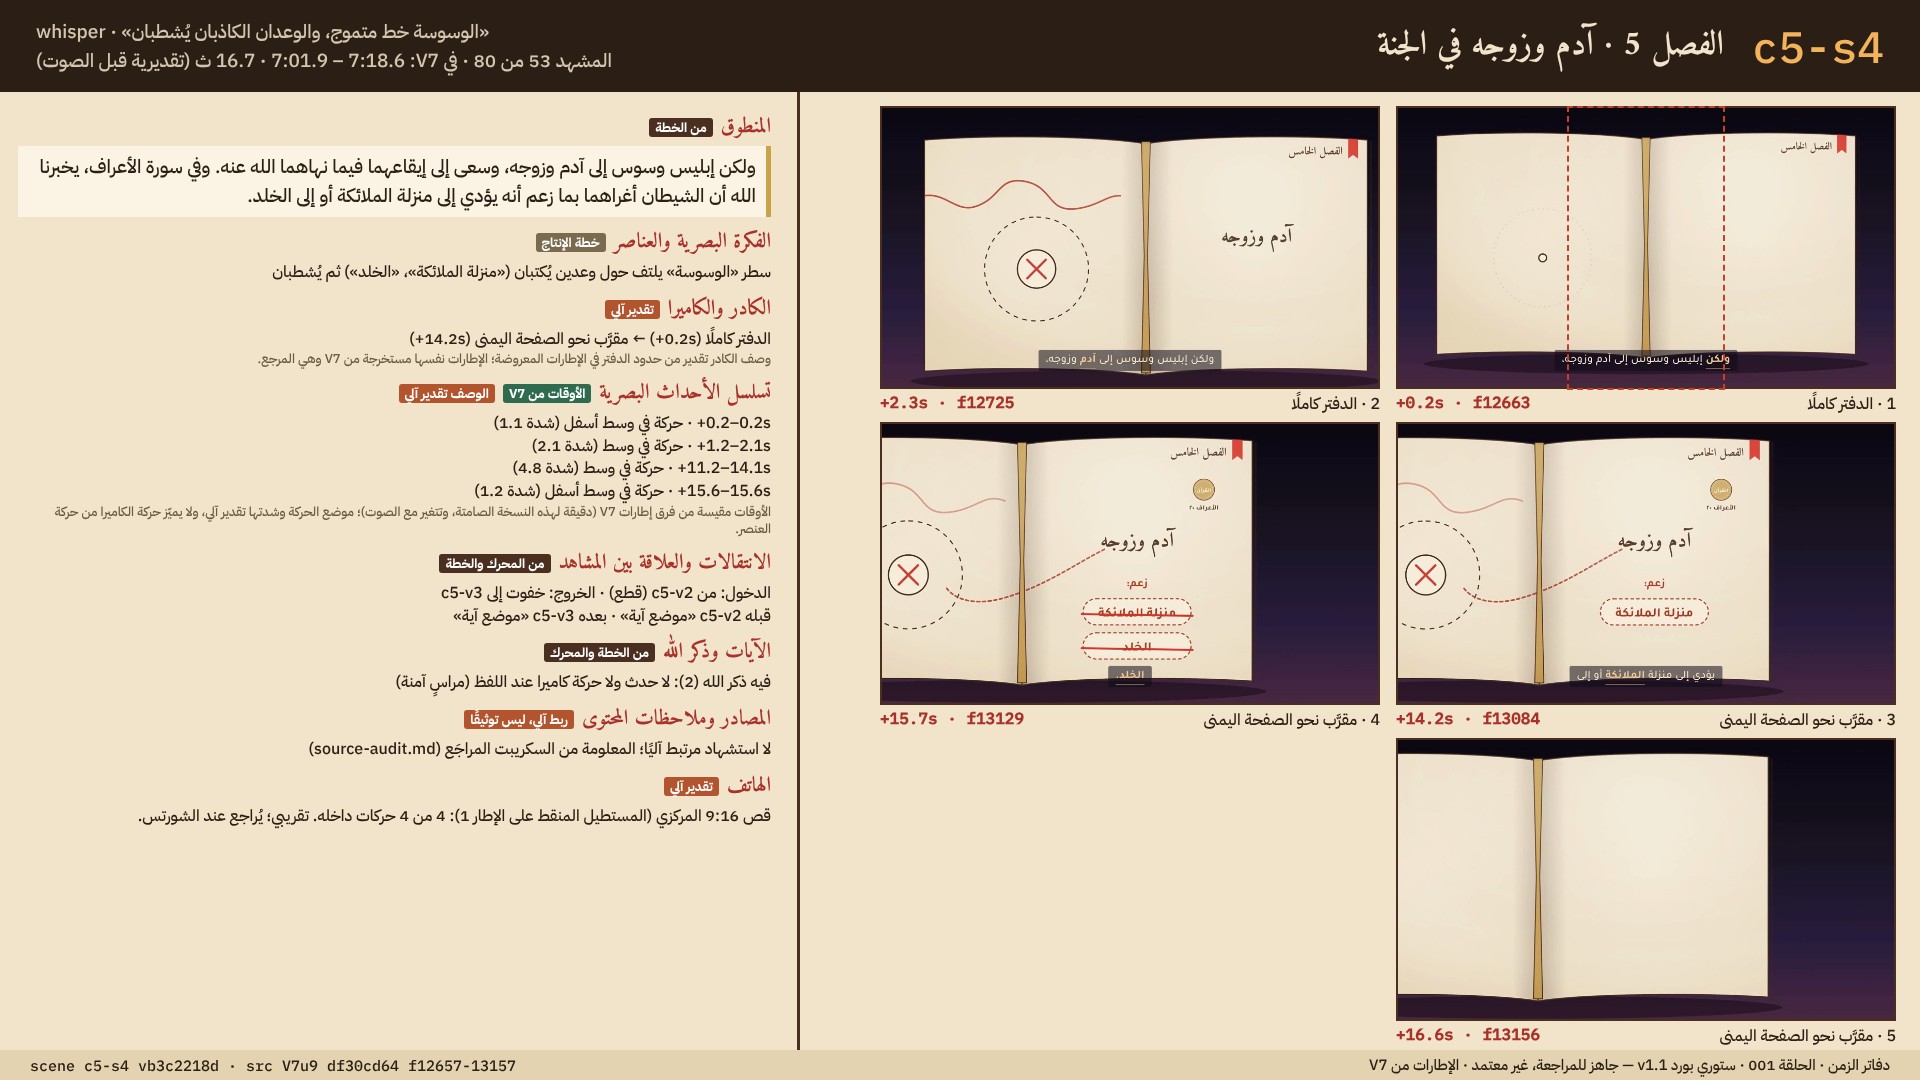 c5-s4
الفصل 5 · آدم وزوجه في الجنة
«الوسوسة خط متموج، والوعدان الكاذبان يُشطبان» · whisper
المشهد 53 من 80 · في V7: 7:01.9 – 7:18.6 · 16.7 ث (تقديرية قبل الصوت)
الفصل الخامس
ولكن إبليس وسوس إلى آدم وزوجه،
1 · الدفتر كاملًا
+0.2s · f12663
الفصل الخامس
آدم وزوجه
ولكن إبليس وسوس إلى آدم وزوجه،
2 · الدفتر كاملًا
+2.3s · f12725
الفصل الخامس
القرآن
الأعراف ٢٠
آدم وزوجه
زعم:
منزلة الملائكة
يؤدي إلى منزلة الملائكة أو إلى
3 · مقرَّب نحو الصفحة اليمنى
+14.2s · f13084
الفصل الخامس
القرآن
الأعراف ٢٠
آدم وزوجه
زعم:
منزلة الملائكة
الخلد
الخلد.
4 · مقرَّب نحو الصفحة اليمنى
+15.7s · f13129
5 · مقرَّب نحو الصفحة اليمنى
+16.6s · f13156
المنطوق من الخطة
ولكن إبليس وسوس إلى آدم وزوجه، وسعى إلى إيقاعهما فيما نهاهما الله عنه. وفي سورة الأعراف، يخبرنا
الله أن الشيطان أغراهما بما زعم أنه يؤدي إلى منزلة الملائكة أو إلى الخلد.
الفكرة البصرية والعناصر خطة الإنتاج
سطر «الوسوسة» يلتف حول وعدين يُكتبان («منزلة الملائكة»، «الخلد») ثم يُشطبان
الكادر والكاميرا تقدير آلي
الدفتر كاملًا (+0.2s) ← مقرَّب نحو الصفحة اليمنى (+14.2s)
وصف الكادر تقدير من حدود الدفتر في الإطارات المعروضة؛ الإطارات نفسها مستخرجة من V7 وهي المرجع.
تسلسل الأحداث البصرية الأوقات من V7 الوصف تقدير آلي
+0.2–0.2s · حركة في وسط أسفل (شدة 1.1)
+1.2–2.1s · حركة في وسط (شدة 2.1)
+11.2–14.1s · حركة في وسط (شدة 4.8)
+15.6–15.6s · حركة في وسط أسفل (شدة 1.2)
الأوقات مقيسة من فرق إطارات V7 (دقيقة لهذه النسخة الصامتة، وتتغير مع الصوت)؛ موضع الحركة وشدتها تقدير آلي، ولا يميّز حركة الكاميرا من حركة
العنصر.
الانتقالات والعلاقة بين المشاهد من المحرك والخطة
الدخول: من c5-v2 (قطع) · الخروج: خفوت إلى c5-v3
قبله c5-v2 «موضع آية» · بعده c5-v3 «موضع آية»
الآيات وذكر الله من الخطة والمحرك
فيه ذكر الله (2): لا حدث ولا حركة كاميرا عند اللفظ (مراسٍ آمنة)
المصادر وملاحظات المحتوى ربط آلي، ليس توثيقًا
لا استشهاد مرتبط آليًا؛ المعلومة من السكريبت المراجَع (source-audit.md)
الهاتف تقدير آلي
قص 9:16 المركزي (المستطيل المنقط على الإطار 1): 4 من 4 حركات داخله. تقريبي؛ يُراجع عند الشورتس.
دفاتر الزمن · الحلقة 001 · ستوري بورد v1.1 — جاهز للمراجعة، غير معتمد · الإطارات من V7
scene c5-s4 vb3c2218d · src V7u9 df30cd64 f12657-13157